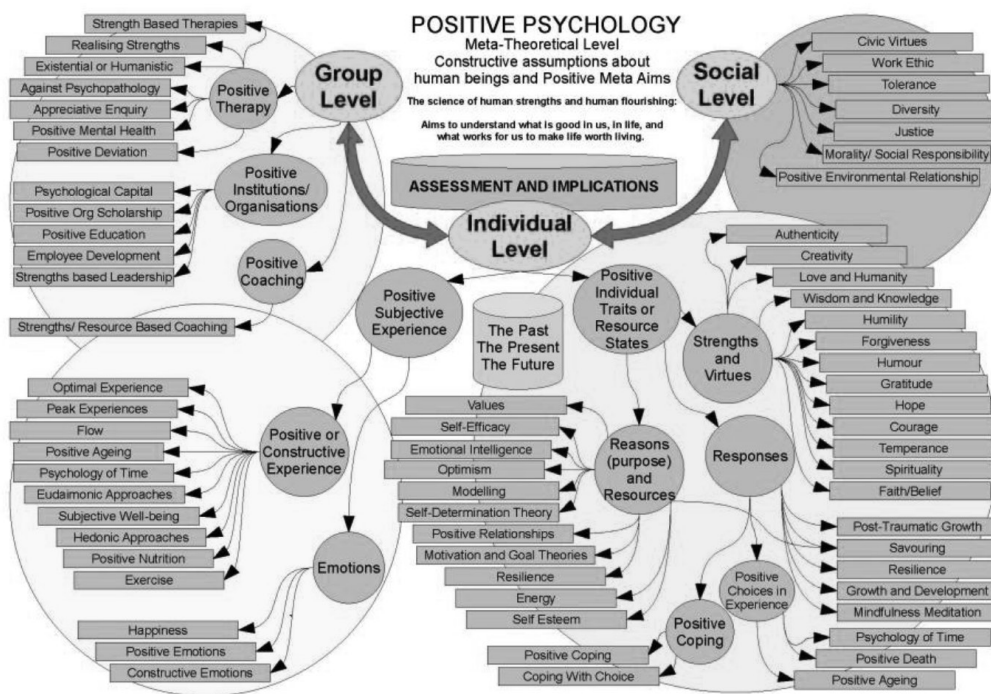 POSITIVE PSYCHOLOGY
Meta-Theoretical Level
Constructive assumptions about
human beings and Positive Meta Aims
The science of human strengths and human flourishing:
Aims to understand what is good in us, in life, and
what works for us to make life worth living.
ASSESSMENT AND IMPLICATIONS
Group
Level
Social
Level
Individual
Level
Strength Based Therapies
Realising Strengths
Existential or Humanistic
Against Psychopathology
Appreciative Enquiry
Positive Mental Health
Positive Deviation
Positive
Therapy
Psychological Capital
Positive Org Scholarship
Positive Education
Employee Development
Strengths based Leadership
Positive
Institutions/
Organisations
Positive
Coaching
Strengths/ Resource Based Coaching
Civic Virtues
Work Ethic
Tolerance
Diversity
Justice
Morality/ Social Responsibility
Positive Environmental Relationship
Positive
Subjective
Experience
The Past
The Present
The Future
Positive
Individual
Traits or
Resource
States
Strengths
and
Virtues
Authenticity
Creativity
Love and Humanity
Wisdom and Knowledge
Humility
Forgiveness
Humour
Gratitude
Hope
Courage
Temperance
Spirituality
Faith/Belief
Optimal Experience
Peak Experiences
Flow
Positive Ageing
Psychology of Time
Eudaimonic Approaches
Subjective Well-being
Hedonic Approaches
Positive Nutrition
Exercise
Positive or
Constructive
Experience
Emotions
Happiness
Positive Emotions
Constructive Emotions
Values
Self-Efficacy
Emotional Intelligence
Optimism
Modelling
Self-Determination Theory
Positive Relationships
Motivation and Goal Theories
Resilience
Energy
Self Esteem
Reasons
(purpose) and
Resources
Responses
Post-Traumatic Growth
Savouring
Resilience
Growth and Development
Mindfulness Meditation
Positive
Choices in
Experience
Psychology of Time
Positive Death
Positive Ageing
Positive
Coping
Positive Coping
Coping With Choice